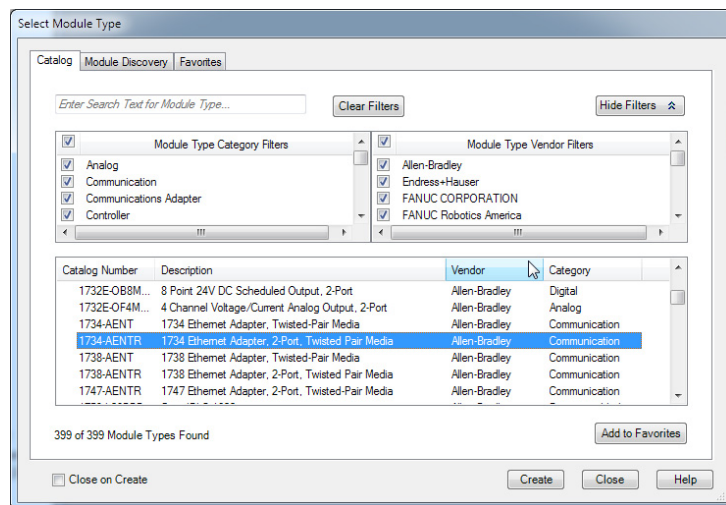 Select Module Type
Catalog Module Discovery Favorites
Enter Search Text for Module Type...
Clear Filters
Hide Filters
Module Type Category Filters
Analog
Communication
Communications Adapter
Controller
Module Type Vendor Filters
Allen-Bradley
Endress+Hauser
FANUC CORPORATION
FANUC Robotics America
Catalog Number Description Vendor Category
1732E-OB8M... 8 Point 24V DC Scheduled Output, 2-Port Allen-Bradley Digital
1732E-OF4M... 4 Channel Voltage/Current Analog Output, 2-Port Allen-Bradley Analog
1734-AENT 1734 Ethernet Adapter, Twisted-Pair Media Allen-Bradley Communication
1734-AENTR 1734 Ethernet Adapter, 2-Port, Twisted Pair Media Allen-Bradley Communication
1738-AENT 1738 Ethernet Adapter, Twisted-Pair Media Allen-Bradley Communication
1738-AENTR 1738 Ethernet Adapter, 2-Port, Twisted-Pair Media Allen-Bradley Communication
1747-AENTR 1747 Ethernet Adapter, 2-Port, Twisted-Pair Media Allen-Bradley Communication
399 of 399 Module Types Found
Add to Favorites
Close on Create
Create
Close
Help